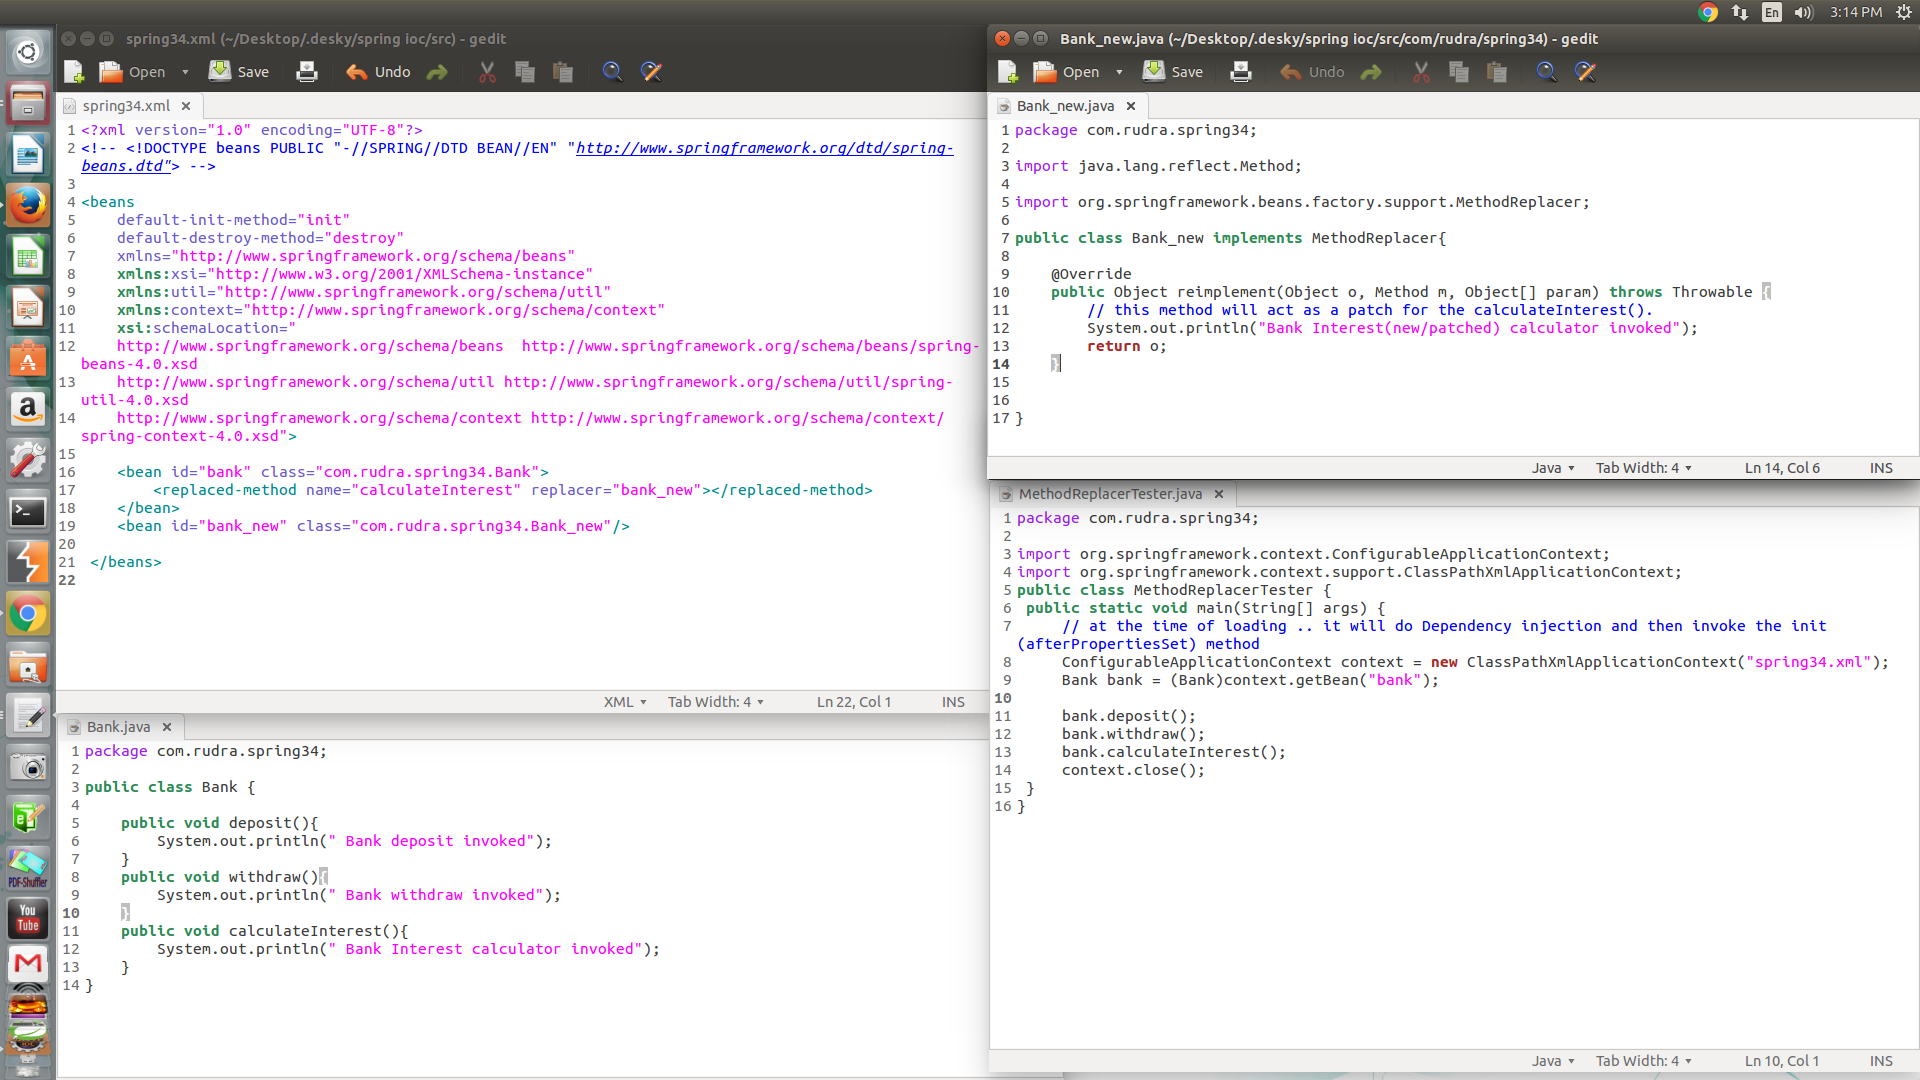 En
3:14 PM
spring34.xml (~/Desktop/.desky/spring ioc/src) - gedit
Open
Save
Undo
spring34.xml
1 <?xml version="1.0" encoding="UTF-8"?>
2 <!-- <!DOCTYPE beans PUBLIC "-//SPRING//DTD BEAN//EN" "http://www.springframework.org/dtd/spring-
beans.dtd"> -->
3
4 <beans
5 default-init-method="init"
6 default-destroy-method="destroy"
7 xmlns="http://www.springframework.org/schema/beans"
8 xmlns:xsi="http://www.w3.org/2001/XMLSchema-instance"
9 xmlns:util="http://www.springframework.org/schema/util"
10 xmlns:context="http://www.springframework.org/schema/context"
11 xsi:schemaLocation="
12 http://www.springframework.org/schema/beans  http://www.springframework.org/schema/beans/spring-
beans-4.0.xsd
13 http://www.springframework.org/schema/util http://www.springframework.org/schema/util/spring-
util-4.0.xsd
14 http://www.springframework.org/schema/context http://www.springframework.org/schema/context/
spring-context-4.0.xsd">
15
16 <bean id="bank" class="com.rudra.spring34.Bank">
17 <replaced-method name="calculateInterest" replacer="bank_new"></replaced-method>
18 </bean>
19 <bean id="bank_new" class="com.rudra.spring34.Bank_new"/>
20
21 </beans>
22
XML Tab Width: 4 Ln 22, Col 1 INS
Bank.java
1 package com.rudra.spring34;
2
3 public class Bank {
4
5 public void deposit(){
6 System.out.println(" Bank deposit invoked");
7 }
8 public void withdraw(){
9 System.out.println(" Bank withdraw invoked");
10 }
11 public void calculateInterest(){
12 System.out.println(" Bank Interest calculator invoked");
13 }
14 }
Bank_new.java (~/Desktop/.desky/spring ioc/src/com/rudra/spring34) - gedit
Open
Save
Undo
Bank_new.java
1 package com.rudra.spring34;
2
3 import java.lang.reflect.Method;
4
5 import org.springframework.beans.factory.support.MethodReplacer;
6
7 public class Bank_new implements MethodReplacer{
8
9 @Override
10 public Object reimplement(Object o, Method m, Object[] param) throws Throwable {
11 // this method will act as a patch for the calculateInterest().
12 System.out.println("Bank Interest(new/patched) calculator invoked");
13 return o;
14 }
15
16
17 }
Java Tab Width: 4 Ln 14, Col 6 INS
MethodReplacerTester.java
1 package com.rudra.spring34;
2
3 import org.springframework.context.ConfigurableApplicationContext;
4 import org.springframework.context.support.ClassPathXmlApplicationContext;
5 public class MethodReplacerTester {
6 public static void main(String[] args) {
7 // at the time of loading .. it will do Dependency injection and then invoke the init
(afterPropertiesSet) method
8 ConfigurableApplicationContext context = new ClassPathXmlApplicationContext("spring34.xml");
9 Bank bank = (Bank)context.getBean("bank");
10
11 bank.deposit();
12 bank.withdraw();
13 bank.calculateInterest();
14 context.close();
15 }
16 }
Java Tab Width: 4 Ln 10, Col 1 INS
PDF-Shuffler
You
Tube